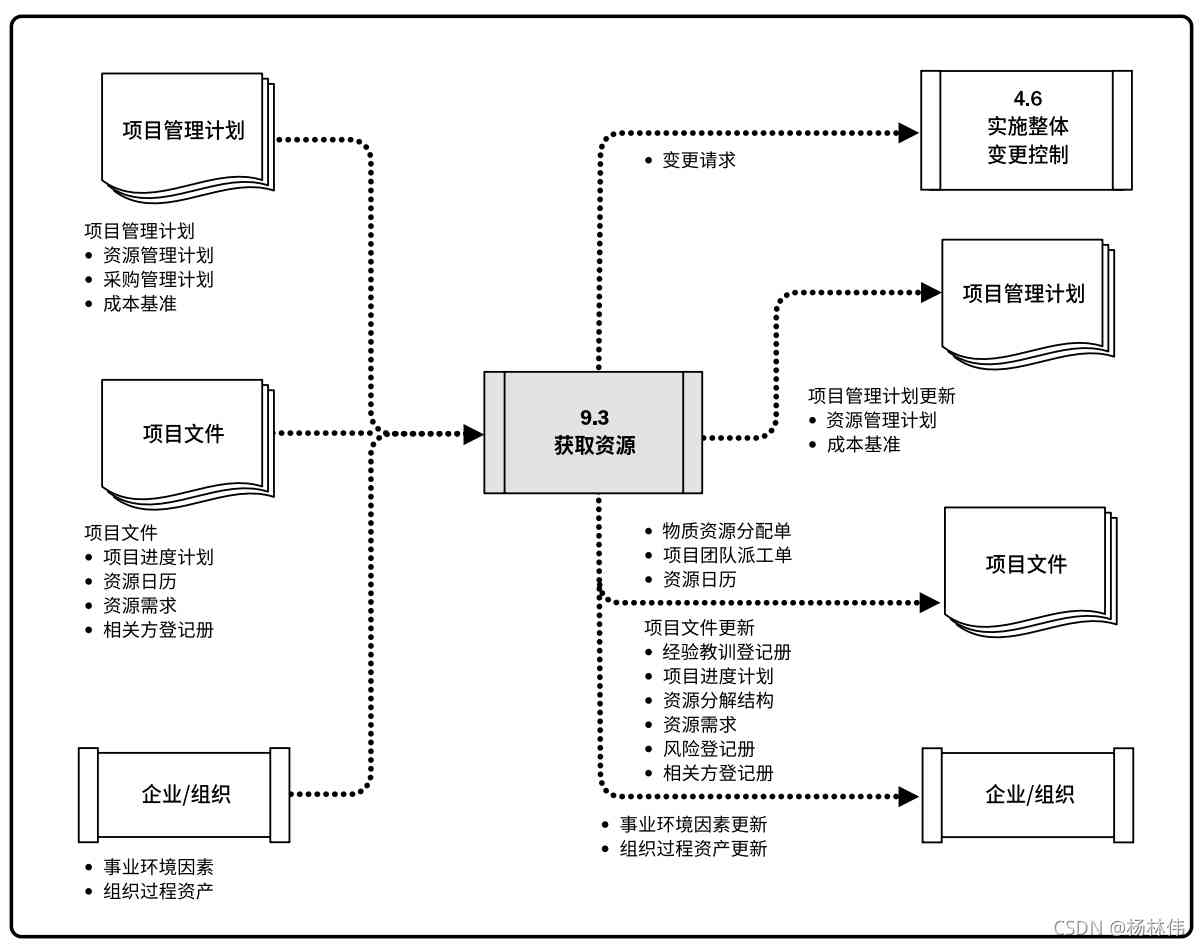 项目管理计划
项目管理计划
• 资源管理计划
• 采购管理计划
• 成本基准
项目文件
项目文件
• 项目进度计划
• 资源日历
• 资源需求
• 相关方登记册
企业/组织
• 事业环境因素
• 组织过程资产
9.3
获取资源
• 变更请求
4.6
实施整体
变更控制
项目管理计划
项目管理计划更新
• 资源管理计划
• 成本基准
• 物质资源分配单
• 项目团队派工单
• 资源日历
项目文件
项目文件更新
• 经验教训登记册
• 项目进度计划
• 资源分解结构
• 资源需求
• 风险登记册
• 相关方登记册
企业/组织
• 事业环境因素更新
• 组织过程资产更新
CSDN @杨林伟